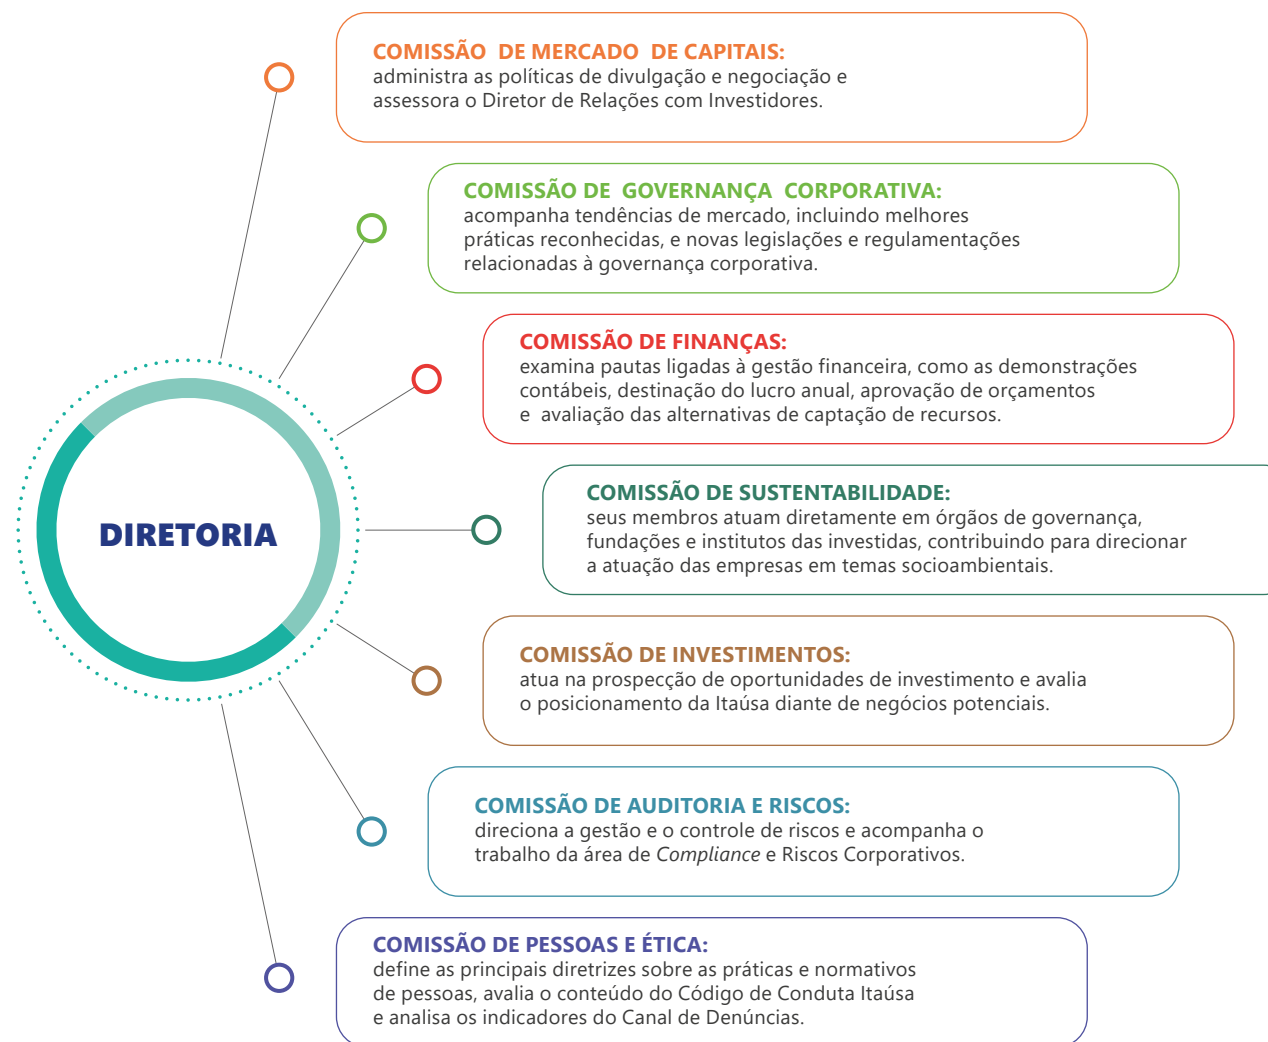 COMISSÃO DE MERCADO DE CAPITAIS:
administra as políticas de divulgação e negociação e
assessora o Diretor de Relações com Investidores.
COMISSÃO DE GOVERNANÇA CORPORATIVA:
acompanha tendências de mercado, incluindo melhores
práticas reconhecidas, e novas legislações e regulamentações
relacionadas à governança corporativa.
COMISSÃO DE FINANÇAS:
examina pautas ligadas à gestão financeira, como as demonstrações
contábeis, destinação do lucro anual, aprovação de orçamentos
e avaliação das alternativas de captação de recursos.
DIRETORIA
COMISSÃO DE SUSTENTABILIDADE:
seus membros atuam diretamente em órgãos de governança,
fundações e institutos das investidas, contribuindo para direcionar
a atuação das empresas em temas socioambientais.
COMISSÃO DE INVESTIMENTOS:
atua na prospecção de oportunidades de investimento e avalia
o posicionamento da Itaúsa diante de negócios potenciais.
COMISSÃO DE AUDITORIA E RISCOS:
direciona a gestão e o controle de riscos e acompanha o
trabalho da área de Compliance e Riscos Corporativos.
COMISSÃO DE PESSOAS E ÉTICA:
define as principais diretrizes sobre as práticas e normativos
de pessoas, avalia o conteúdo do Código de Conduta Itaúsa
e analisa os indicadores do Canal de Denúncias.